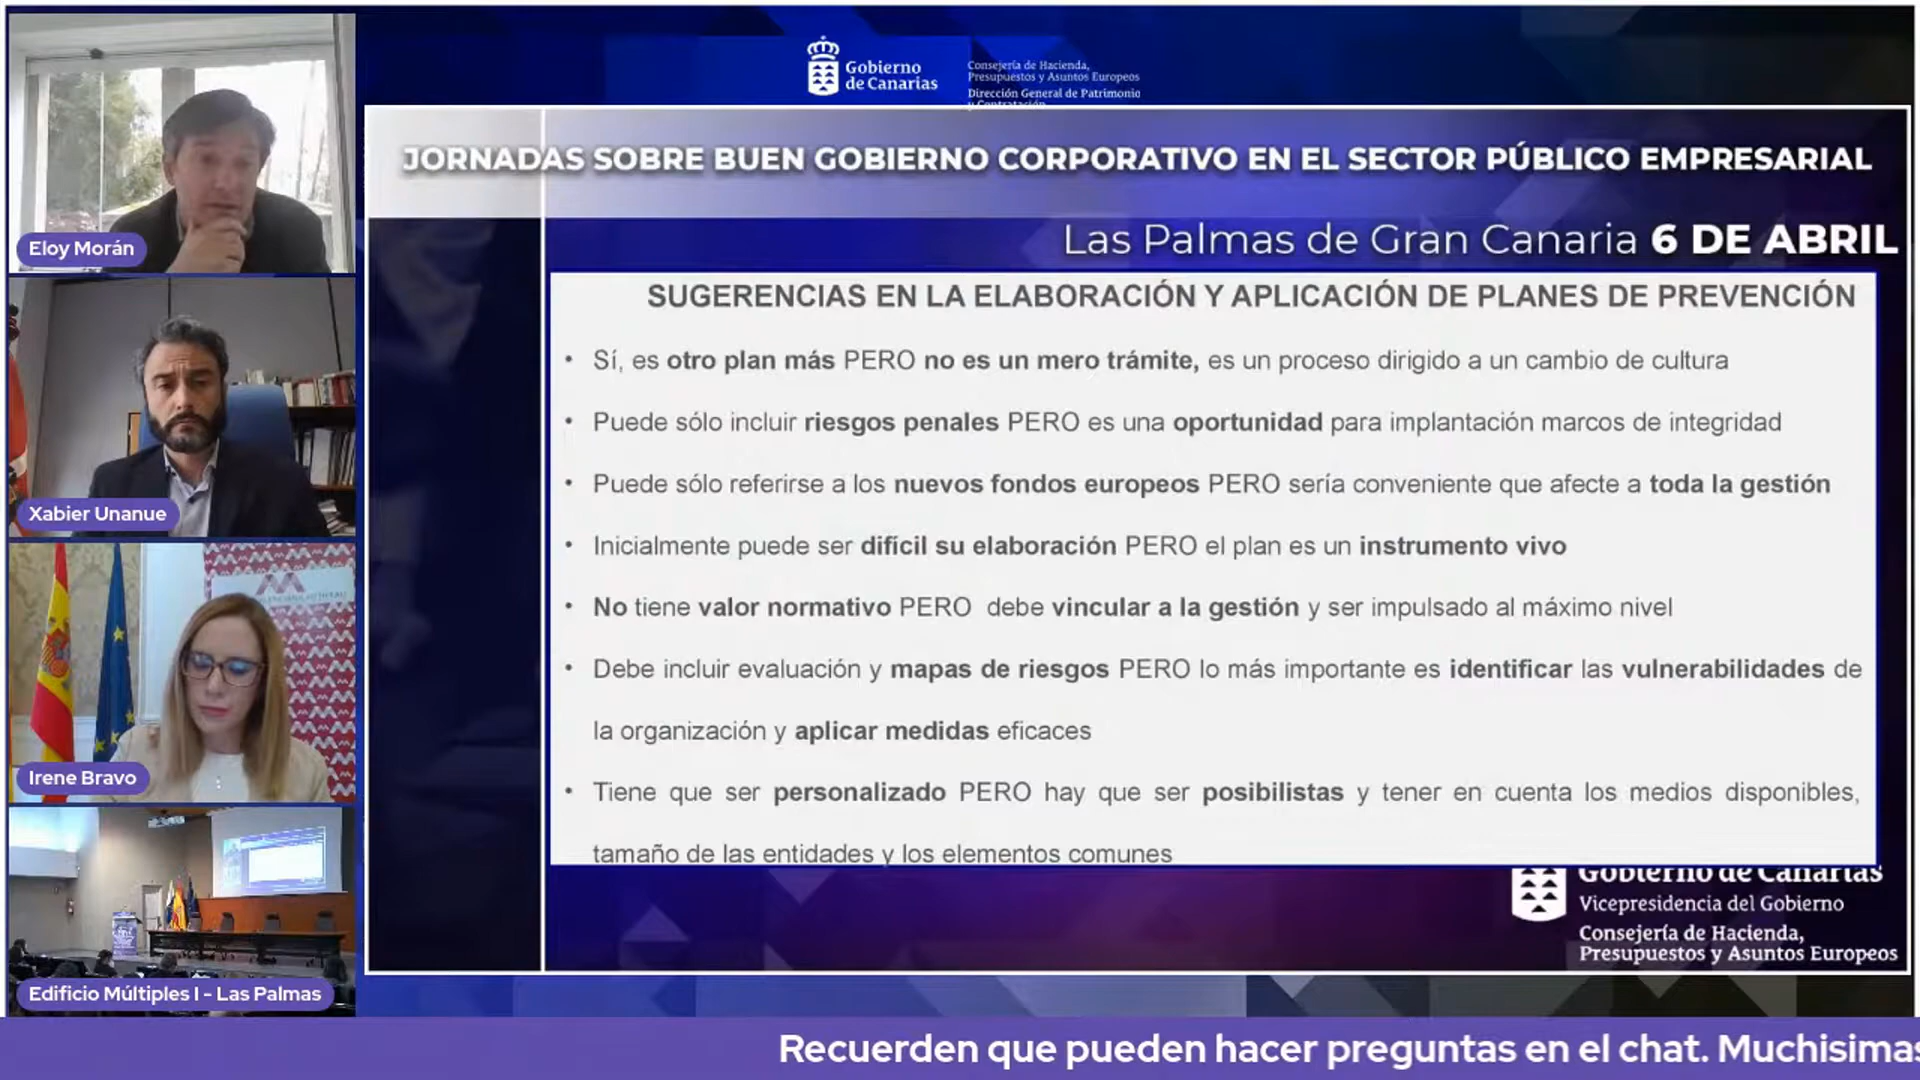 Gobierno
de Canarias
Consejería de Hacienda,
Presupuestos y Asuntos Europeos
Dirección General de Patrimonio
y Contratación
JORNADAS SOBRE BUEN GOBIERNO CORPORATIVO EN EL SECTOR PÚBLICO EMPRESARIAL
Las Palmas de Gran Canaria 6 DE ABRIL
SUGERENCIAS EN LA ELABORACIÓN Y APLICACIÓN DE PLANES DE PREVENCIÓN
• Sí, es otro plan más PERO no es un mero trámite, es un proceso dirigido a un cambio de cultura
• Puede sólo incluir riesgos penales PERO es una oportunidad para implantación marcos de integridad
• Puede sólo referirse a los nuevos fondos europeos PERO sería conveniente que afecte a toda la gestión
• Inicialmente puede ser difícil su elaboración PERO el plan es un instrumento vivo
• No tiene valor normativo PERO debe vincular a la gestión y ser impulsado al máximo nivel
• Debe incluir evaluación y mapas de riesgos PERO lo más importante es identificar las vulnerabilidades de
la organización y aplicar medidas eficaces
• Tiene que ser personalizado PERO hay que ser posibilistas y tener en cuenta los medios disponibles,
tamaño de las entidades y los elementos comunes
Gobierno de Canarias
Vicepresidencia del Gobierno
Consejería de Hacienda,
Presupuestos y Asuntos Europeos
Eloy Morán
Xabier Unanue
Irene Bravo
Edificio Múltiples I - Las Palmas
Recuerden que pueden hacer preguntas en el chat. Muchisimas